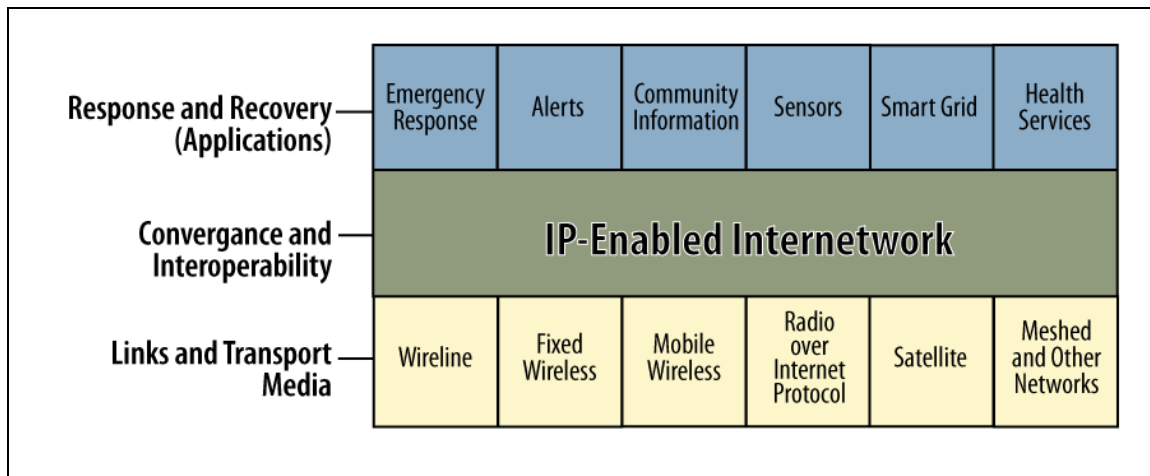 Response and Recovery
(Applications)
Emergency
Response
Alerts
Community
Information
Sensors
Smart Grid
Health
Services
Convergance and
Interoperability
IP-Enabled Internetwork
Links and Transport
Media
Wireline
Fixed
Wireless
Mobile
Wireless
Radio
over
Internet
Protocol
Satellite
Meshed
and Other
Networks